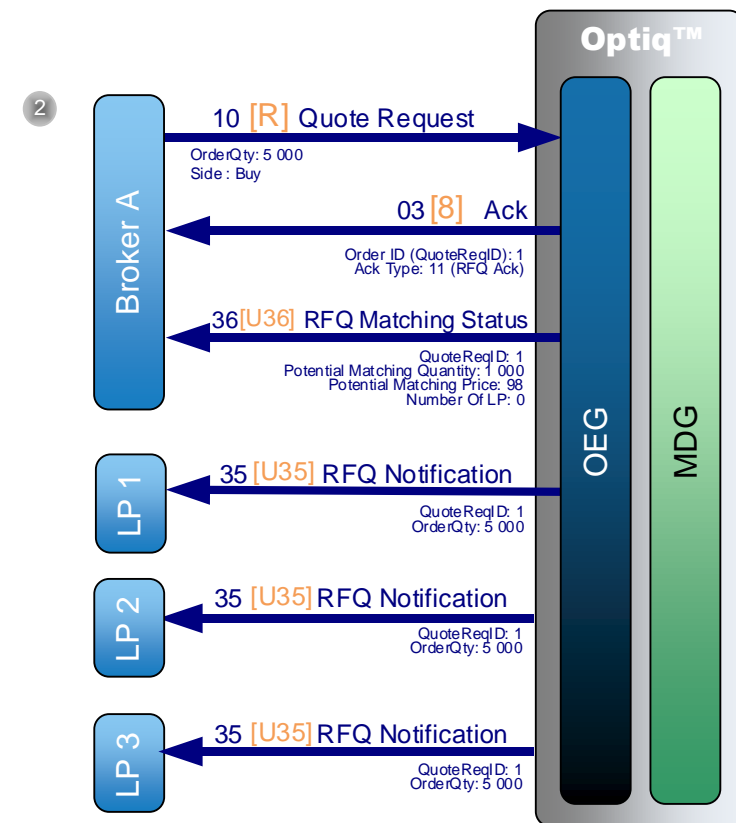 Optiq™
2
10 [R] Quote Request
OrderQty: 5 000
Side : Buy
Broker A
03 [8] Ack
Order ID (QuoteReqID): 1
Ack Type: 11 (RFQ Ack)
36 [U36] RFQ Matching Status
QuoteReqID: 1
Potential Matching Quantity: 1 000
Potential Matching Price: 98
Number Of LP: 0
OEG
MDG
LP 1
35 [U35] RFQ Notification
QuoteReqID: 1
OrderQty: 5 000
LP 2
35 [U35] RFQ Notification
QuoteReqID: 1
OrderQty: 5 000
LP 3
35 [U35] RFQ Notification
QuoteReqID: 1
OrderQty: 5 000